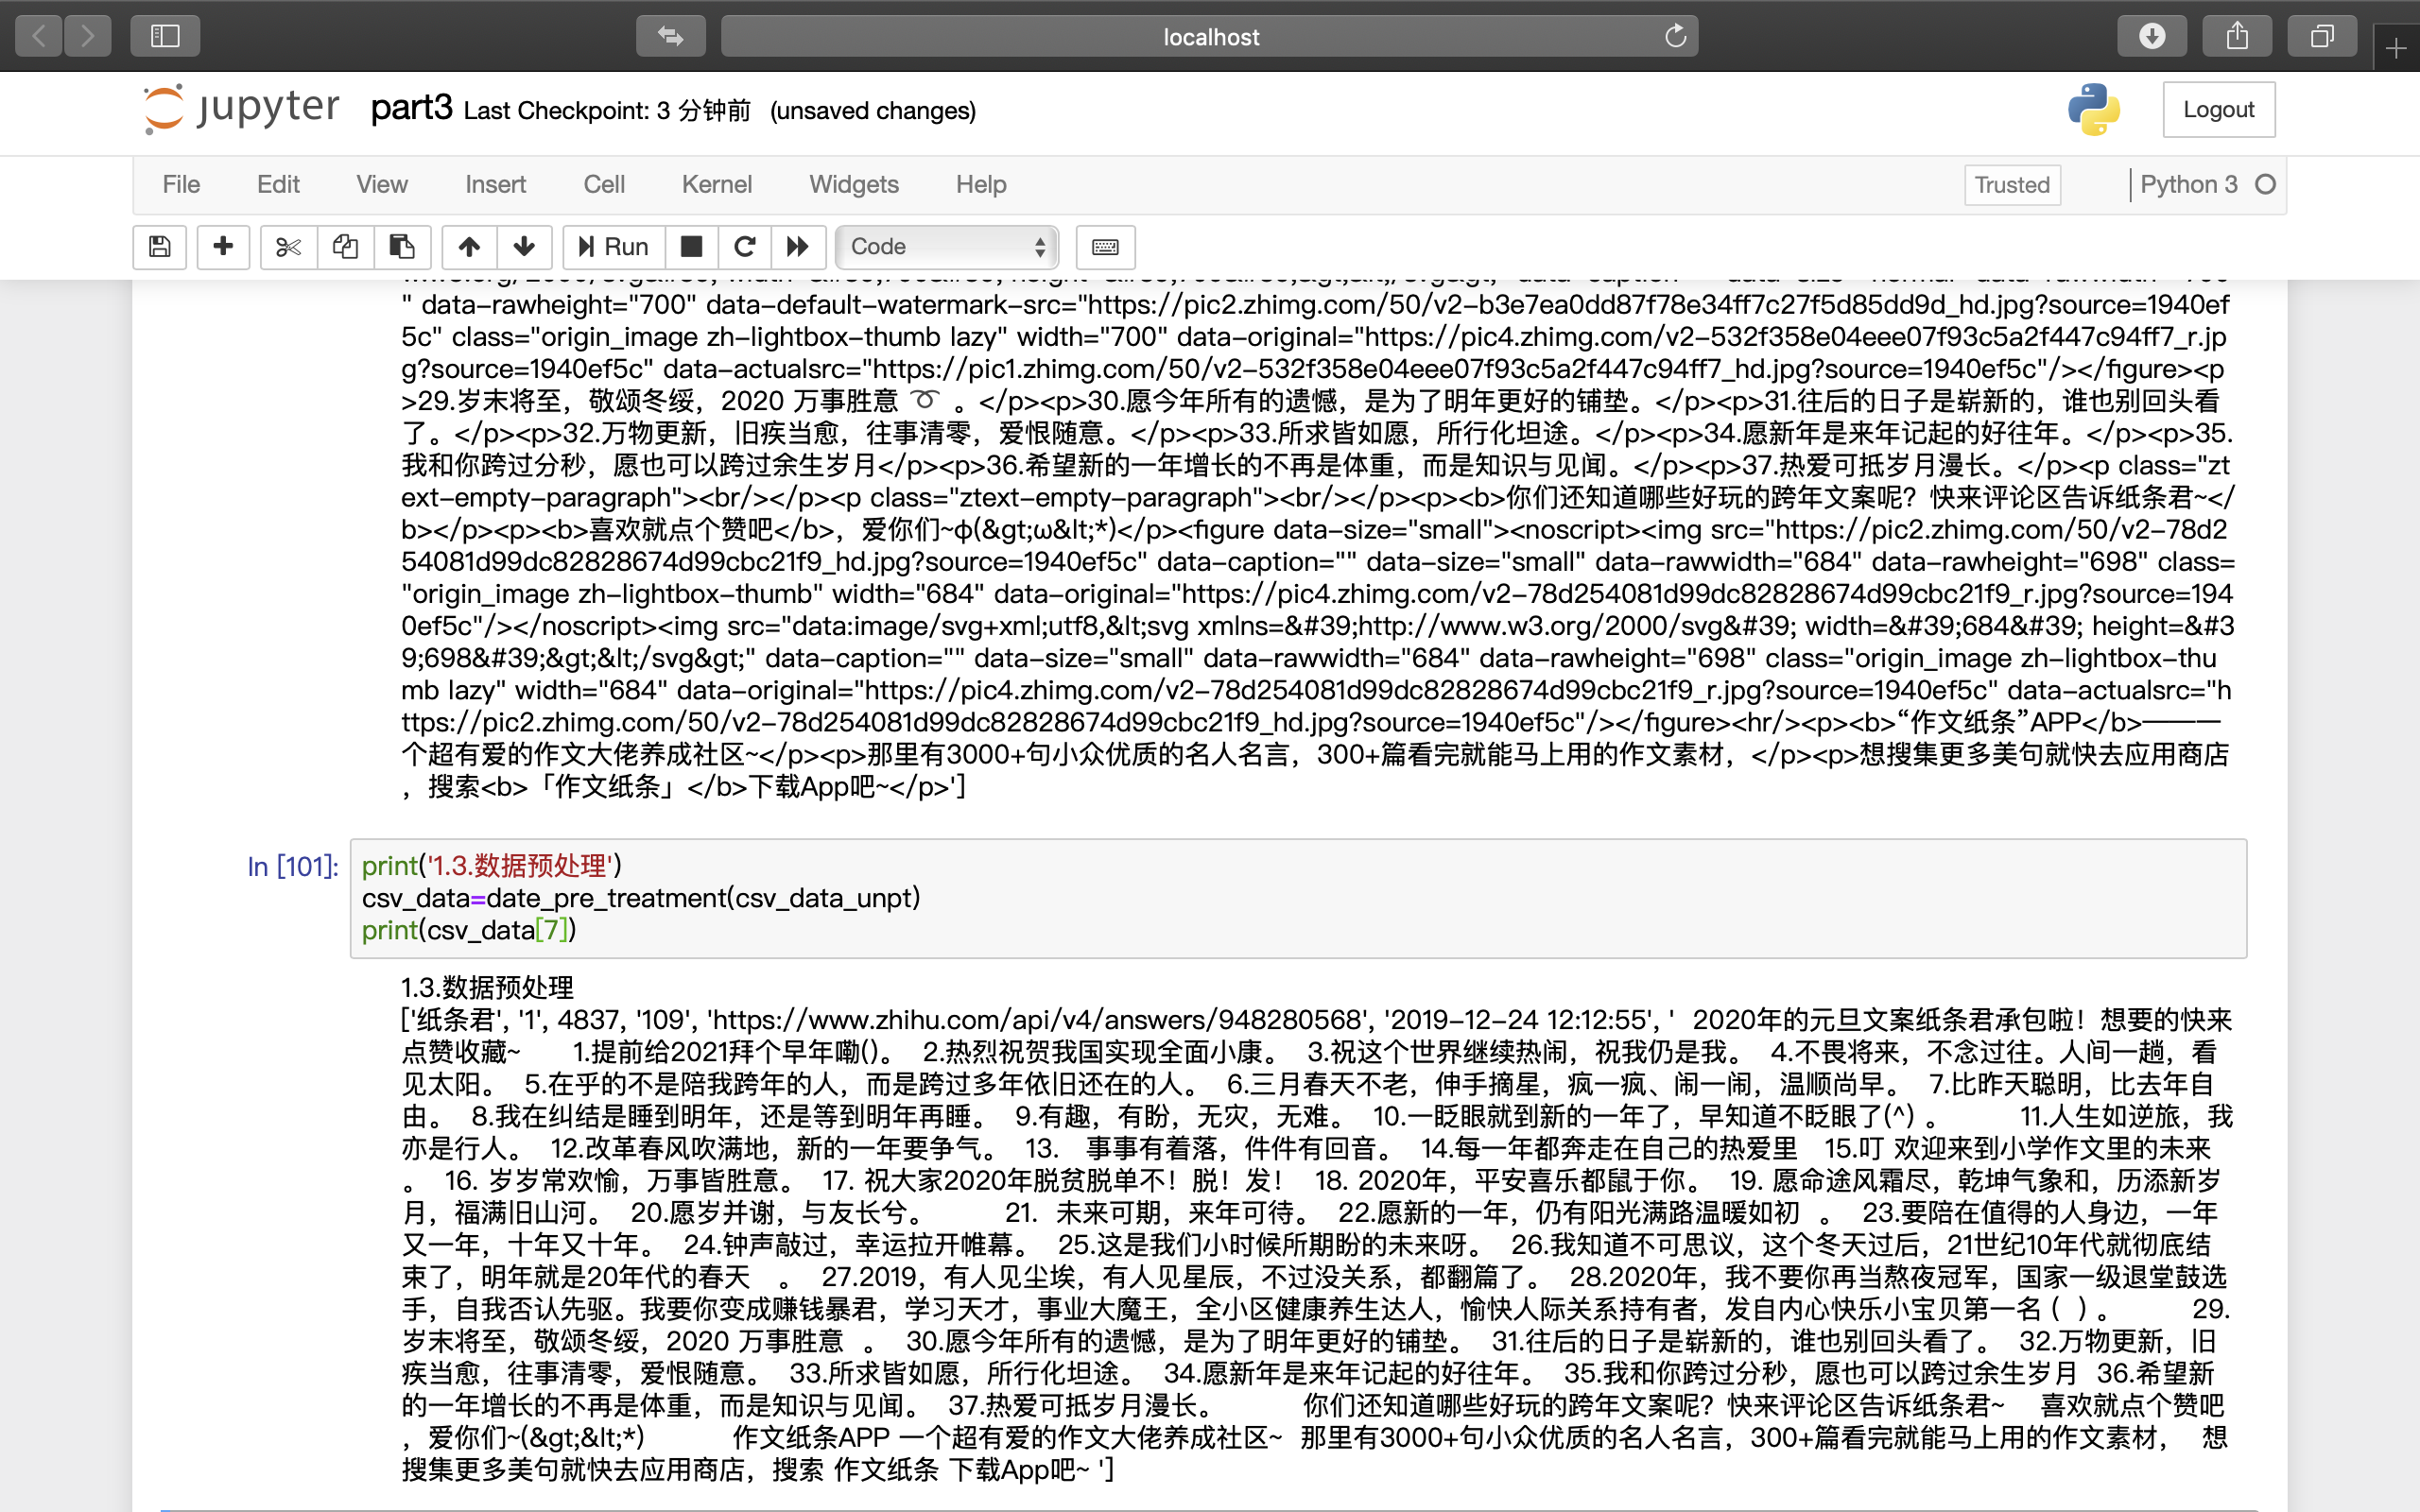 localhost
jupyter part3 Last Checkpoint: 3 分钟前 (unsaved changes)
Logout
File Edit View Insert Cell Kernel Widgets Help
Trusted
Python 3
Run
Code
" data-rawheight="700" data-default-watermark-src="https://pic2.zhimg.com/50/v2-b3e7ea0dd87f78e34ff7c27f5d85dd9d_hd.jpg?source=1940ef
5c" class="origin_image zh-lightbox-thumb lazy" width="700" data-original="https://pic4.zhimg.com/v2-532f358e04eee07f93c5a2f447c94ff7_r.jp
g?source=1940ef5c" data-actualsrc="https://pic1.zhimg.com/50/v2-532f358e04eee07f93c5a2f447c94ff7_hd.jpg?source=1940ef5c"/></figure><p
>29.岁末将至，敬颂冬绥，2020 万事胜意 ➰ 。</p><p>30.愿今年所有的遗憾，是为了明年更好的铺垫。</p><p>31.往后的日子是崭新的，谁也别回头看
了。</p><p>32.万物更新，旧疾当愈，往事清零，爱恨随意。</p><p>33.所求皆如愿，所行化坦途。</p><p>34.愿新年是来年记起的好往年。</p><p>35.
我和你跨过分秒，愿也可以跨过余生岁月</p><p>36.希望新的一年增长的不再是体重，而是知识与见闻。</p><p>37.热爱可抵岁月漫长。</p><p class="zt
ext-empty-paragraph"><br/></p><p class="ztext-empty-paragraph"><br/></p><p><b>你们还知道哪些好玩的跨年文案呢？快来评论区告诉纸条君~</
b></p><p><b>喜欢就点个赞吧</b>，爱你们~φ(&gt;ω&lt;*)</p><figure data-size="small"><noscript><img src="https://pic2.zhimg.com/50/v2-78d2
54081d99dc82828674d99cbc21f9_hd.jpg?source=1940ef5c" data-caption="" data-size="small" data-rawwidth="684" data-rawheight="698" class=
"origin_image zh-lightbox-thumb" width="684" data-original="https://pic4.zhimg.com/v2-78d254081d99dc82828674d99cbc21f9_r.jpg?source=194
0ef5c"/></noscript><img src="data:image/svg+xml;utf8,&lt;svg xmlns=&#39;http://www.w3.org/2000/svg&#39; width=&#39;684&#39; height=&#3
9;698&#39;&gt;&lt;/svg&gt;" data-caption="" data-size="small" data-rawwidth="684" data-rawheight="698" class="origin_image zh-lightbox-thu
mb lazy" width="684" data-original="https://pic4.zhimg.com/v2-78d254081d99dc82828674d99cbc21f9_r.jpg?source=1940ef5c" data-actualsrc="h
ttps://pic2.zhimg.com/50/v2-78d254081d99dc82828674d99cbc21f9_hd.jpg?source=1940ef5c"/></figure><hr/><p><b>“作文纸条”APP</b>——一
个超有爱的作文大佬养成社区~</p><p>那里有3000+句小众优质的名人名言，300+篇看完就能马上用的作文素材，</p><p>想搜集更多美句就快去应用商店
，搜索<b>「作文纸条」</b>下载App吧~</p>']
In [101]:
print('1.3.数据预处理')
csv_data=date_pre_treatment(csv_data_unpt)
print(csv_data[7])
1.3.数据预处理
['纸条君', '1', 4837, '109', 'https://www.zhihu.com/api/v4/answers/948280568', '2019-12-24 12:12:55', ' 2020年的元旦文案纸条君承包啦！想要的快来
点赞收藏~ 1.提前给2021拜个早年嘞()。 2.热烈祝贺我国实现全面小康。 3.祝这个世界继续热闹，祝我仍是我。 4.不畏将来，不念过往。人间一趟，看
见太阳。 5.在乎的不是陪我跨年的人，而是跨过多年依旧还在的人。 6.三月春天不老，伸手摘星，疯一疯、闹一闹，温顺尚早。 7.比昨天聪明，比去年自
由。 8.我在纠结是睡到明年，还是等到明年再睡。 9.有趣，有盼，无灾，无难。 10.一眨眼就到新的一年了，早知道不眨眼了(^) 。 11.人生如逆旅，我
亦是行人。 12.改革春风吹满地，新的一年要争气。 13. 事事有着落，件件有回音。 14.每一年都奔走在自己的热爱里 15.叮 欢迎来到小学作文里的未来
。 16. 岁岁常欢愉，万事皆胜意。 17. 祝大家2020年脱贫脱单不！脱！发！ 18. 2020年，平安喜乐都鼠于你。 19. 愿命途风霜尽，乾坤气象和，历添新岁
月，福满旧山河。 20.愿岁并谢，与友长兮。 21. 未来可期，来年可待。 22.愿新的一年，仍有阳光满路温暖如初 。 23.要陪在值得的人身边，一年
又一年，十年又十年。 24.钟声敲过，幸运拉开帷幕。 25.这是我们小时候所期盼的未来呀。 26.我知道不可思议，这个冬天过后，21世纪10年代就彻底结
束了，明年就是20年代的春天 。 27.2019，有人见尘埃，有人见星辰，不过没关系，都翻篇了。 28.2020年，我不要你再当熬夜冠军，国家一级退堂鼓选
手，自我否认先驱。我要你变成赚钱暴君，学习天才，事业大魔王，全小区健康养生达人，愉快人际关系持有者，发自内心快乐小宝贝第一名 ( ) 。 29.
岁末将至，敬颂冬绥，2020 万事胜意 。 30.愿今年所有的遗憾，是为了明年更好的铺垫。 31.往后的日子是崭新的，谁也别回头看了。 32.万物更新，旧
疾当愈，往事清零，爱恨随意。 33.所求皆如愿，所行化坦途。 34.愿新年是来年记起的好往年。 35.我和你跨过分秒，愿也可以跨过余生岁月 36.希望新
的一年增长的不再是体重，而是知识与见闻。 37.热爱可抵岁月漫长。 你们还知道哪些好玩的跨年文案呢？快来评论区告诉纸条君~ 喜欢就点个赞吧
，爱你们~(&gt;&lt;*) 作文纸条APP 一个超有爱的作文大佬养成社区~ 那里有3000+句小众优质的名人名言，300+篇看完就能马上用的作文素材， 想
搜集更多美句就快去应用商店，搜索 作文纸条 下载App吧~ ']